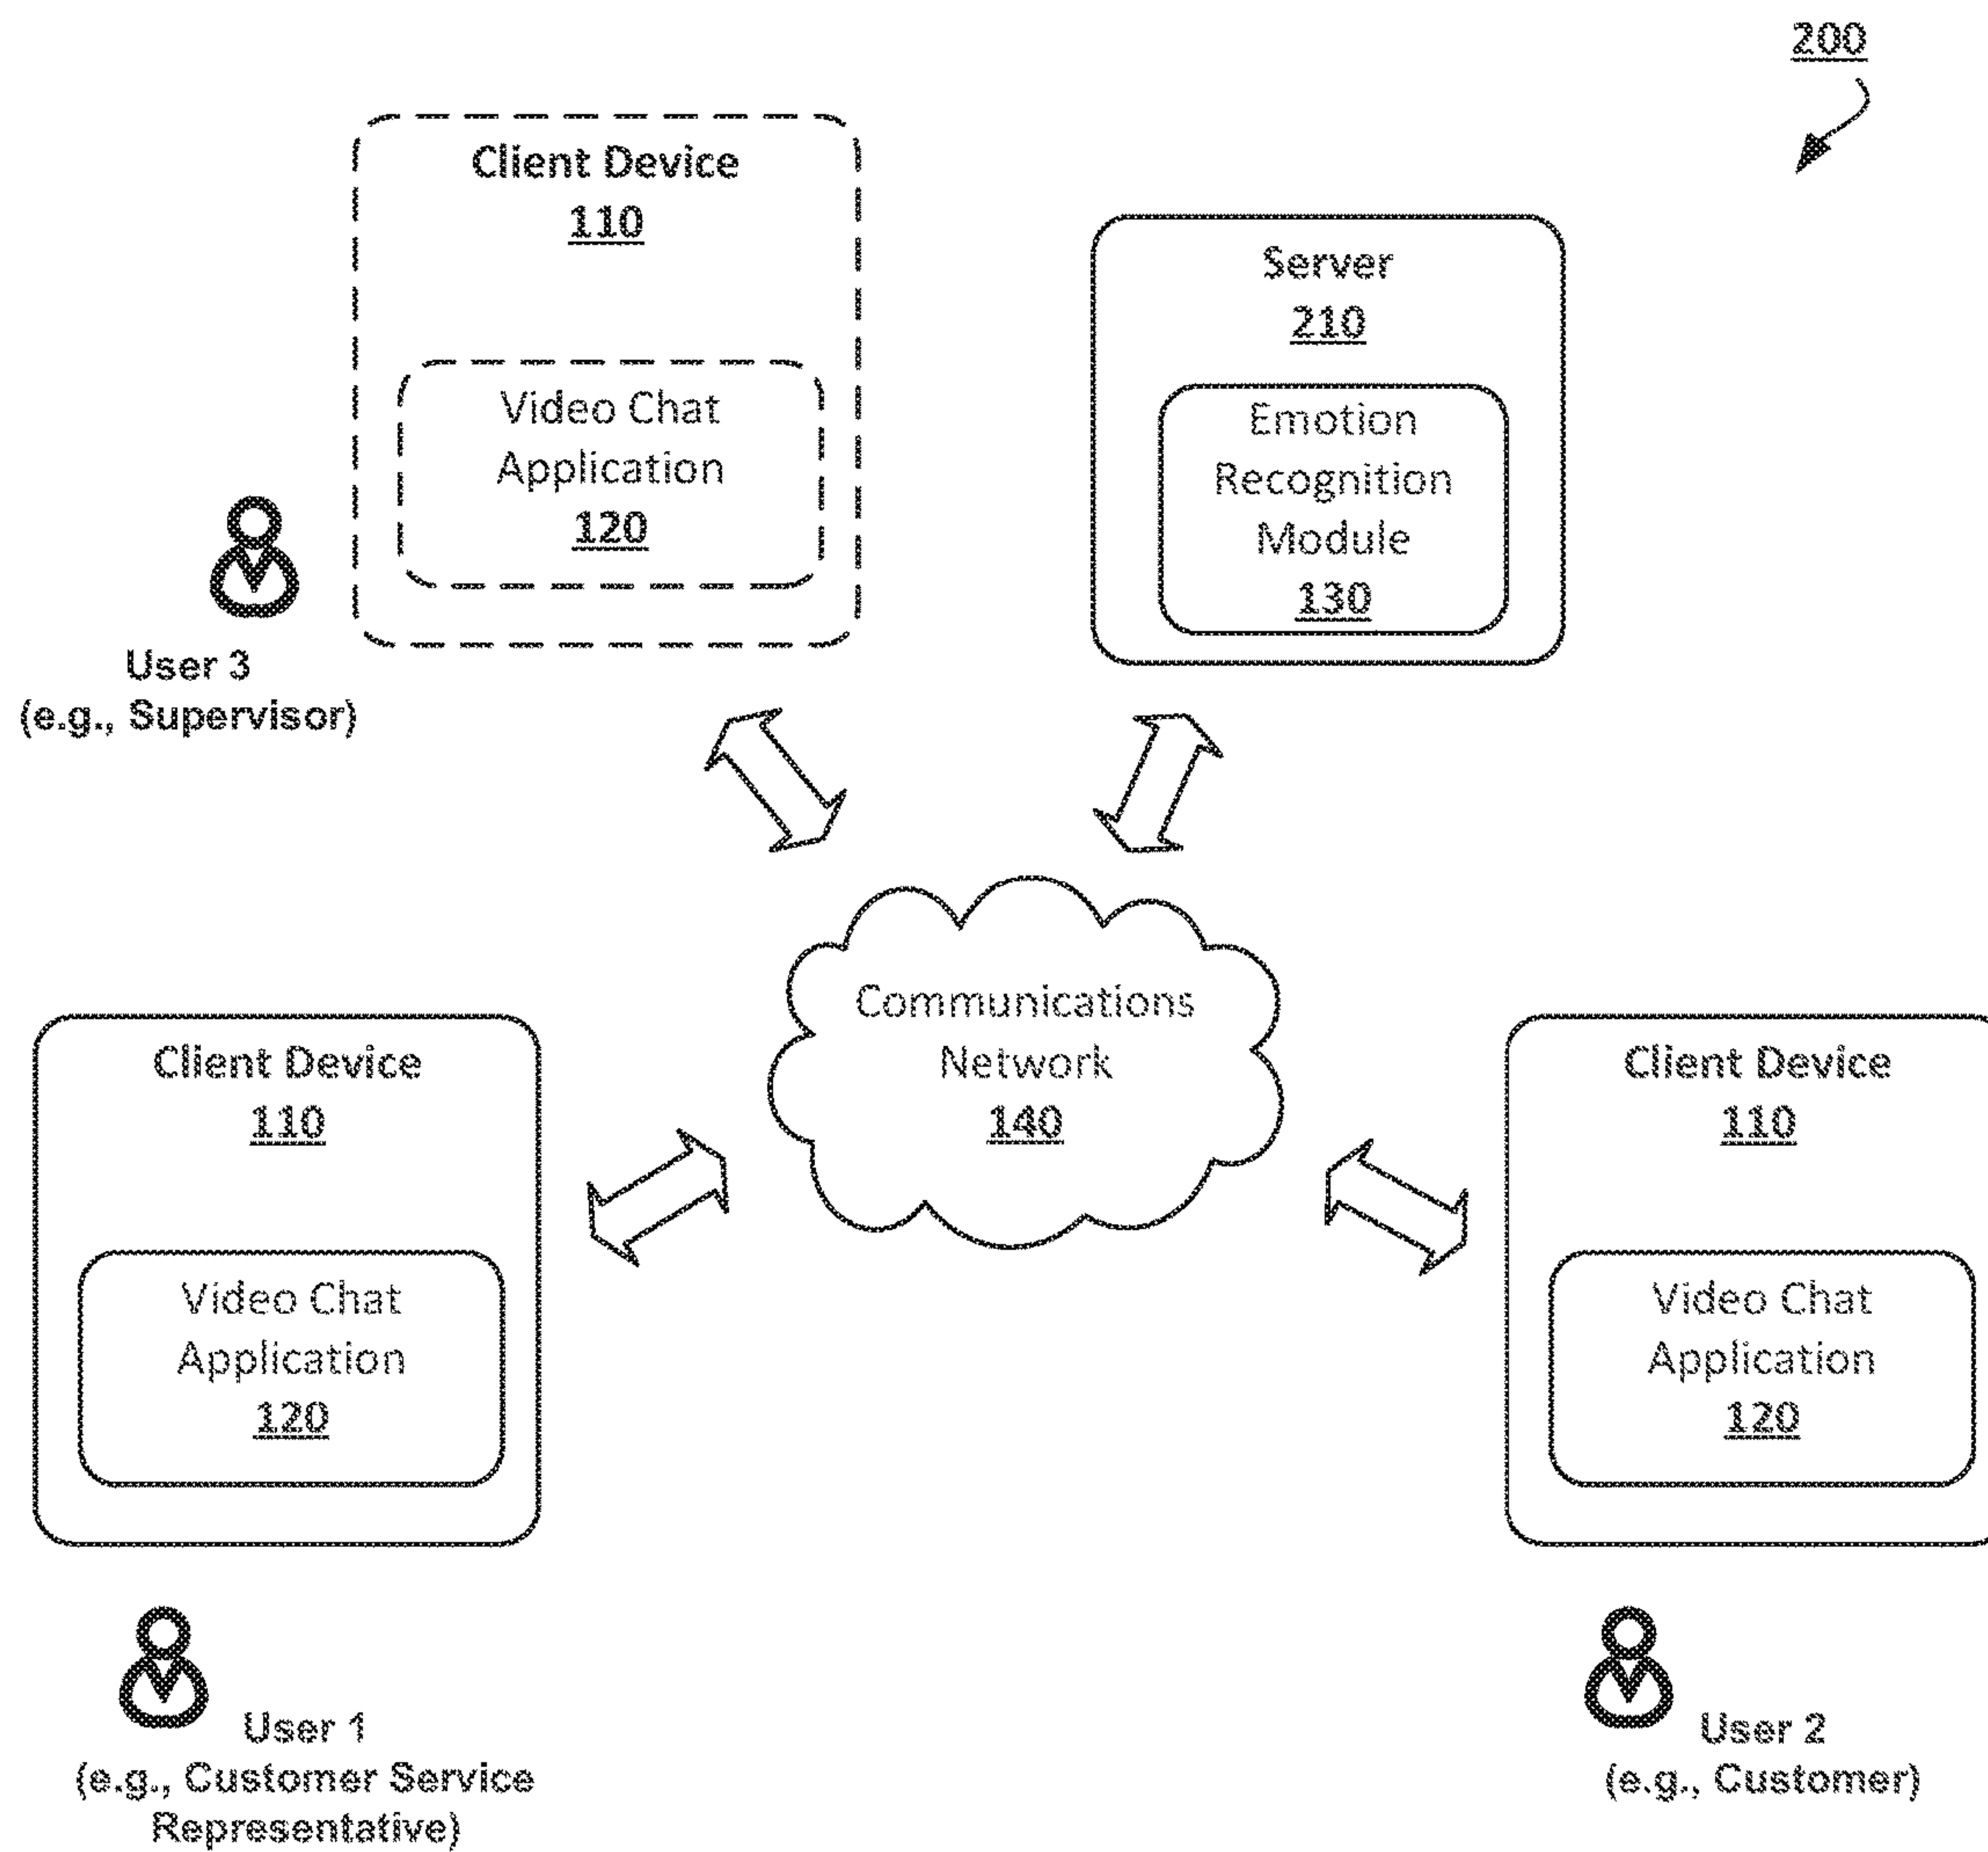 200
Client Device
110
Video Chat
Application
120
User 3
(e.g., Supervisor)
Server
210
Emotion
Recognition
Module
130
Communications
Network
140
Client Device
110
Video Chat
Application
120
User 1
(e.g., Customer Service
Representative)
Client Device
110
Video Chat
Application
120
User 2
(e.g., Customer)